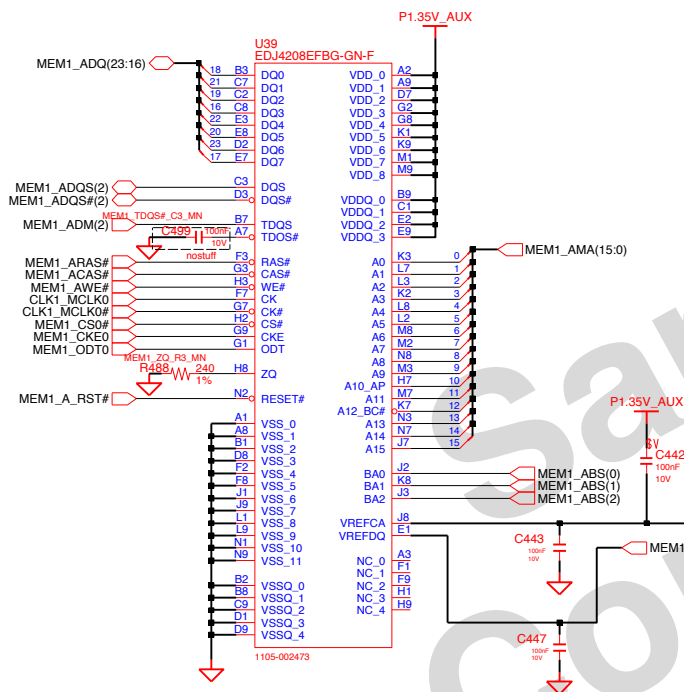 P1.35V_AUX
U39
EDJ4208EFBG-GN-F
MEM1_ADQ(23:16)
18 B3 DQ0 VDD_0 A2
21 C7 DQ1 VDD_1 A9
19 C2 DQ2 VDD_2 D7
16 C8 DQ3 VDD_3 G2
22 E3 DQ4 VDD_4 G8
20 E8 DQ5 VDD_5 K1
23 D2 DQ6 VDD_6 K9
17 E7 DQ7 VDD_7 M1
VDD_8 M9
MEM1_ADQS(2) C3 DQS VDDQ_0 B9
MEM1_ADQS#(2) D3 DQS# VDDQ_1 C1
MEM1_TDQS#_C3_MN
MEM1_ADM(2) B7 TDQS VDDQ_2 E2
C499 100nF 10V A7 TDOS# VDDQ_3 E9
nostuff
MEM1_AMA(15:0)
MEM1_ARAS# F3 RAS# A0 K3 0
MEM1_ACAS# G3 CAS# A1 L7 1
MEM1_AWE# H3 WE# A2 L3 2
CLK1_MCLK0 F7 CK A3 K2 3
CLK1_MCLK0# G7 CK# A4 L8 4
MEM1_CS0# H2 CS# A5 L2 5
MEM1_CKE0 G9 CKE A6 M8 6
MEM1_ODT0 G1 ODT A7 M2 7
A8 N8 8
MEM1_ZQ_R3_MN
R488 240 1% H8 ZQ A9 M3 9
A10_AP H7 10
MEM1_A_RST# N2 RESET# A11 M7 11
A12_BC# K7 12
P1.35V_AUX
A1 VSS_0 A13 N3 13
A8 VSS_1 A14 N7 14
B1 VSS_2 A15 J7 15
D8 VSS_3
F2 VSS_4 BA0 J2 MEM1_ABS(0)
F8 VSS_5 BA1 K8 MEM1_ABS(1)
J1 VSS_6 BA2 J3 MEM1_ABS(2)
C442
100nF
10V
J9 VSS_7
L1 VSS_8 VREFCA J8
L9 VSS_9 VREFDQ E1
N1 VSS_10
N9 VSS_11 NC_0 A3
C443
100nF
10V
MEM1
NC_1 F1
B2 VSSQ_0 NC_2 F9
B8 VSSQ_1 NC_3 H1
C9 VSSQ_2 NC_4 H9
D1 VSSQ_3
D9 VSSQ_4
C447
100nF
10V
1105-002473